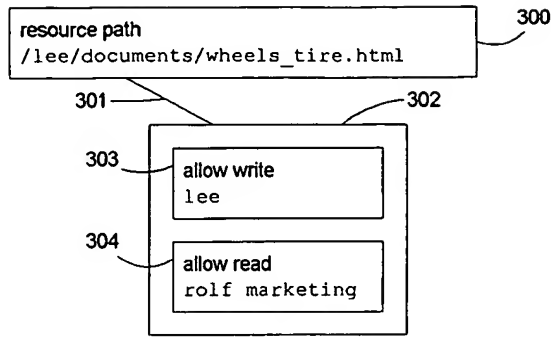 resource path
300
/lee/documents/wheels_tire.html
301
302
303
allow write
lee
304
allow read
rolf marketing